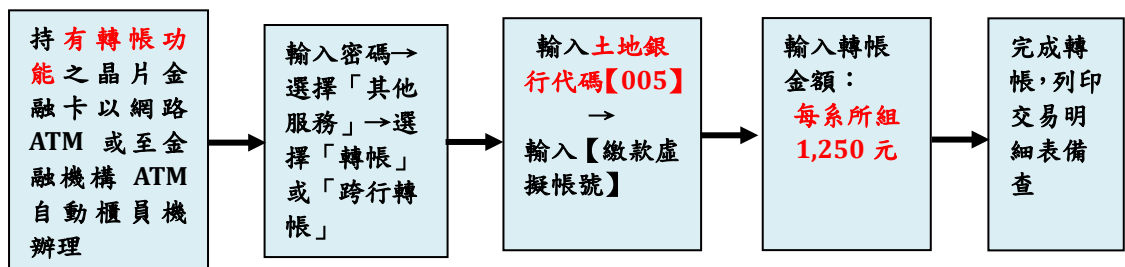 持有轉帳功
能之晶片金
融卡以網路
ATM 或至金
融機構 ATM
自動櫃員機
辦理
輸入密碼→
選擇「其他
服務」→選
擇「轉帳」
或「跨行轉
帳」
輸入土地銀
行代碼【005】
→
輸入【繳款虛
擬帳號】
輸入轉帳
金額：
每系所組
1,250 元
完成轉
帳，列印
交易明
細表備
查